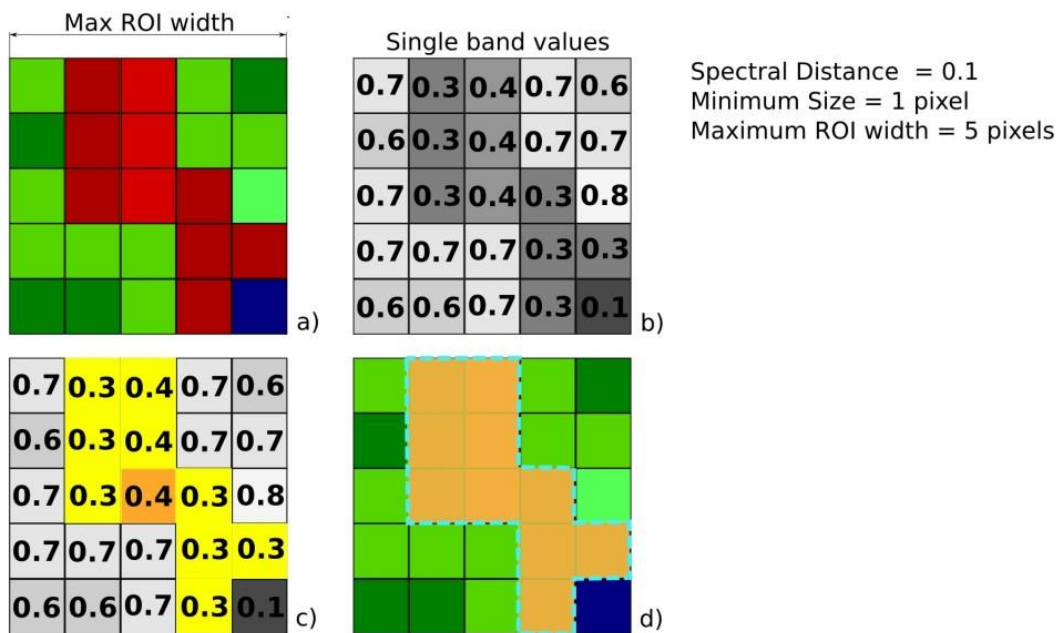 Max ROI width
Single band values
Spectral Distance = 0.1
Minimum Size = 1 pixel
Maximum ROI width = 5 pixels
0.7 0.3 0.4 0.7 0.6
0.6 0.3 0.4 0.7 0.7
0.7 0.3 0.4 0.3 0.8
0.7 0.7 0.7 0.3 0.3
0.6 0.6 0.7 0.3 0.1
a)
b)
0.7 0.3 0.4 0.7 0.6
0.6 0.3 0.4 0.7 0.7
0.7 0.3 0.4 0.3 0.8
0.7 0.7 0.7 0.3 0.3
0.6 0.6 0.7 0.3 0.1
c)
d)